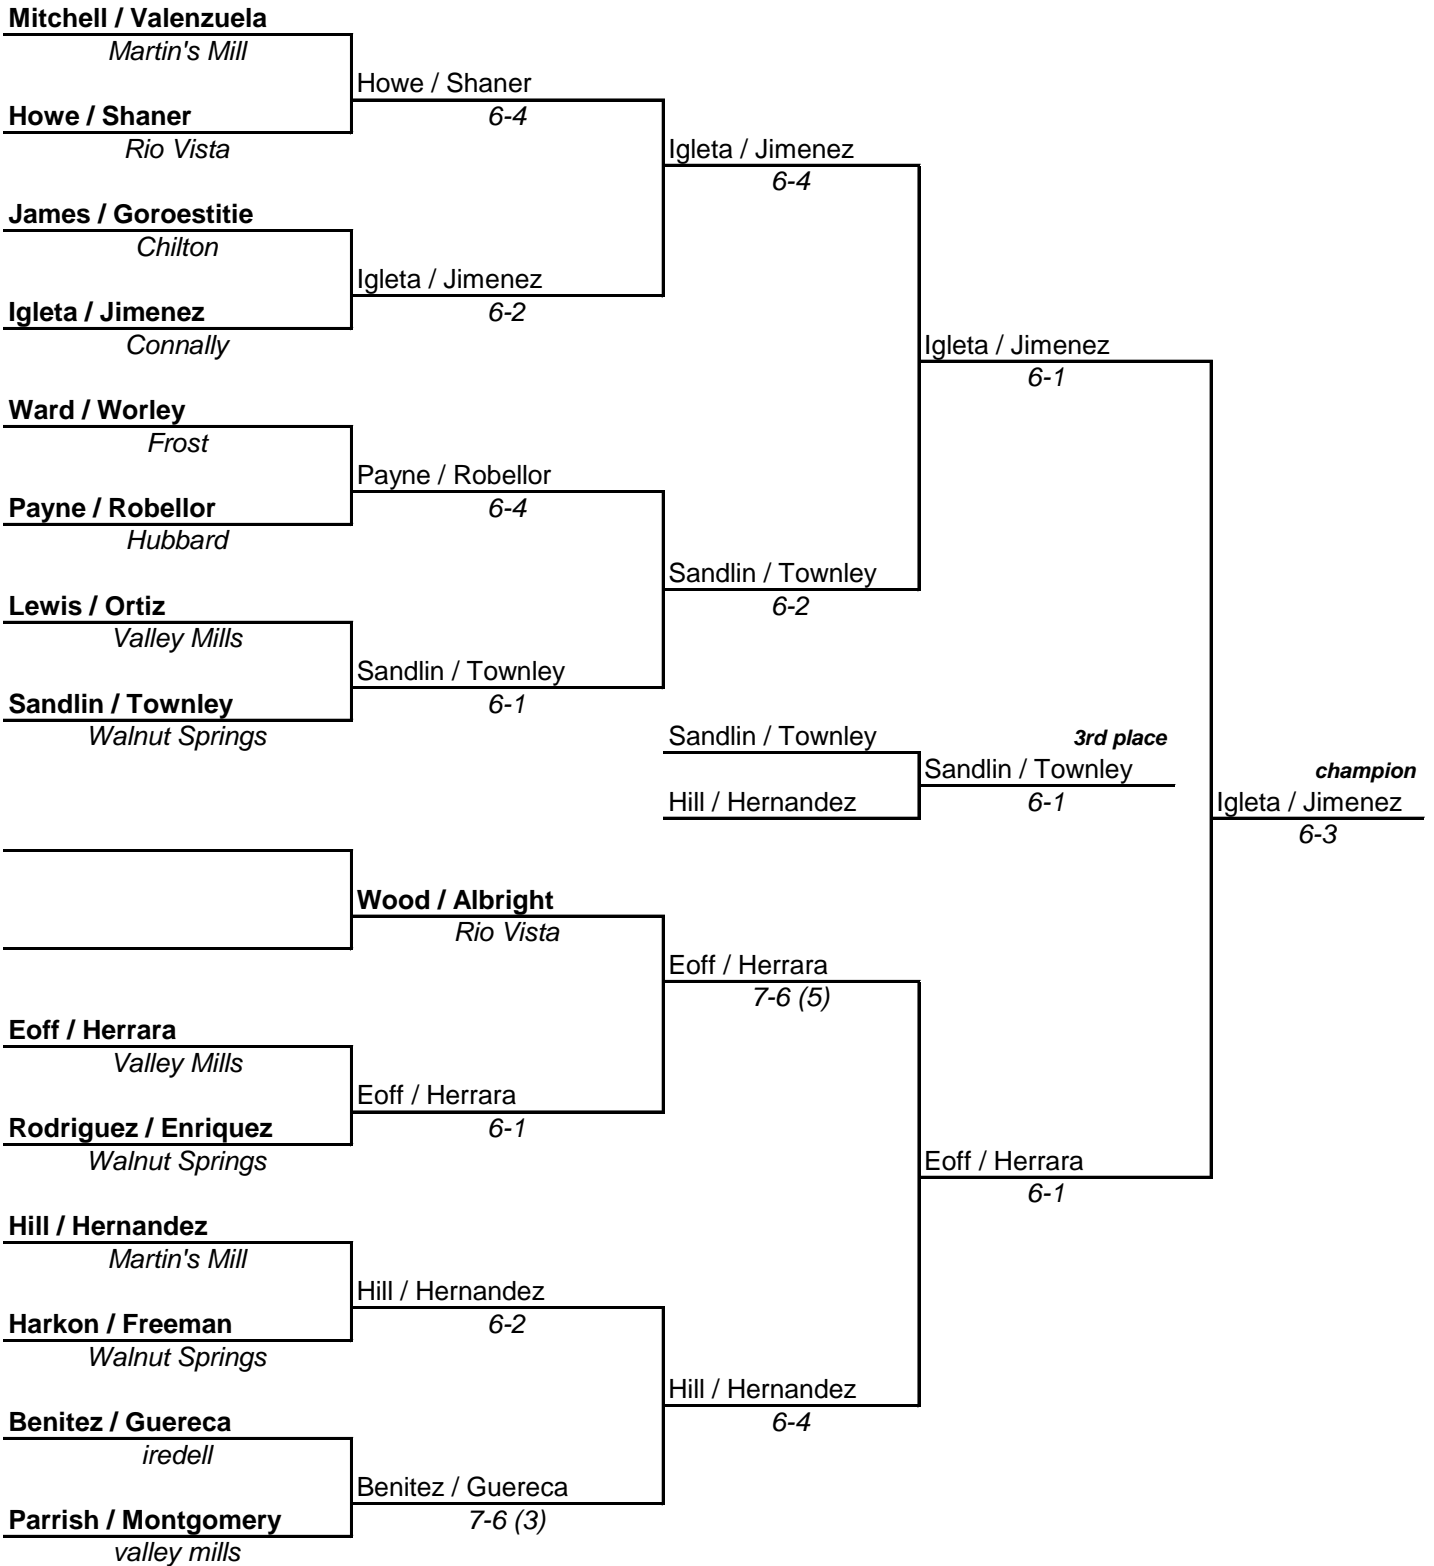 Mitchell / Valenzuela
Martin's Mill
Howe / Shaner
6-4
Howe / Shaner
Rio Vista
Igleta / Jimenez
6-4
James / Goroestitie
Chilton
Igleta / Jimenez
6-2
Igleta / Jimenez
Connally
Igleta / Jimenez
6-1
Ward / Worley
Frost
Payne / Robellor
6-4
Payne / Robellor
Hubbard
Sandlin / Townley
6-2
Lewis / Ortiz
Valley Mills
Sandlin / Townley
6-1
Sandlin / Townley
Walnut Springs
Sandlin / Townley
3rd place
Sandlin / Townley
6-1
champion
Hill / Hernandez
Igleta / Jimenez
6-3
Wood / Albright
Rio Vista
Eoff / Herrara
7-6 (5)
Eoff / Herrara
Valley Mills
Eoff / Herrara
6-1
Rodriguez / Enriquez
Walnut Springs
Eoff / Herrara
6-1
Hill / Hernandez
Martin's Mill
Hill / Hernandez
6-2
Harkon / Freeman
Walnut Springs
Hill / Hernandez
6-4
Benitez / Guereca
iredell
Benitez / Guereca
7-6 (3)
Parrish / Montgomery
valley mills